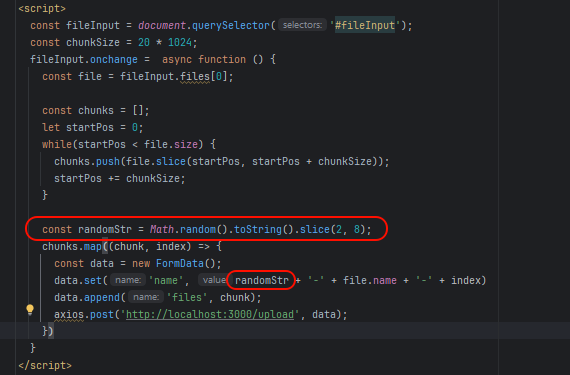 <script>
const fileInput = document.querySelector( selectors: '#fileInput');
const chunkSize = 20 * 1024;
fileInput.onchange =  async function () {
const file = fileInput.files[0];
const chunks = [];
let startPos = 0;
while(startPos < file.size) {
chunks.push(file.slice(startPos, startPos + chunkSize));
startPos += chunkSize;
}
const randomStr = Math.random().toString().slice(2, 8);
chunks.map((chunk, index) => {
const data = new FormData();
data.set( name: 'name', value: randomStr + '-' + file.name + '-' + index)
data.append( name: 'files', chunk);
axios.post('http://localhost:3000/upload', data);
})
}
</script>